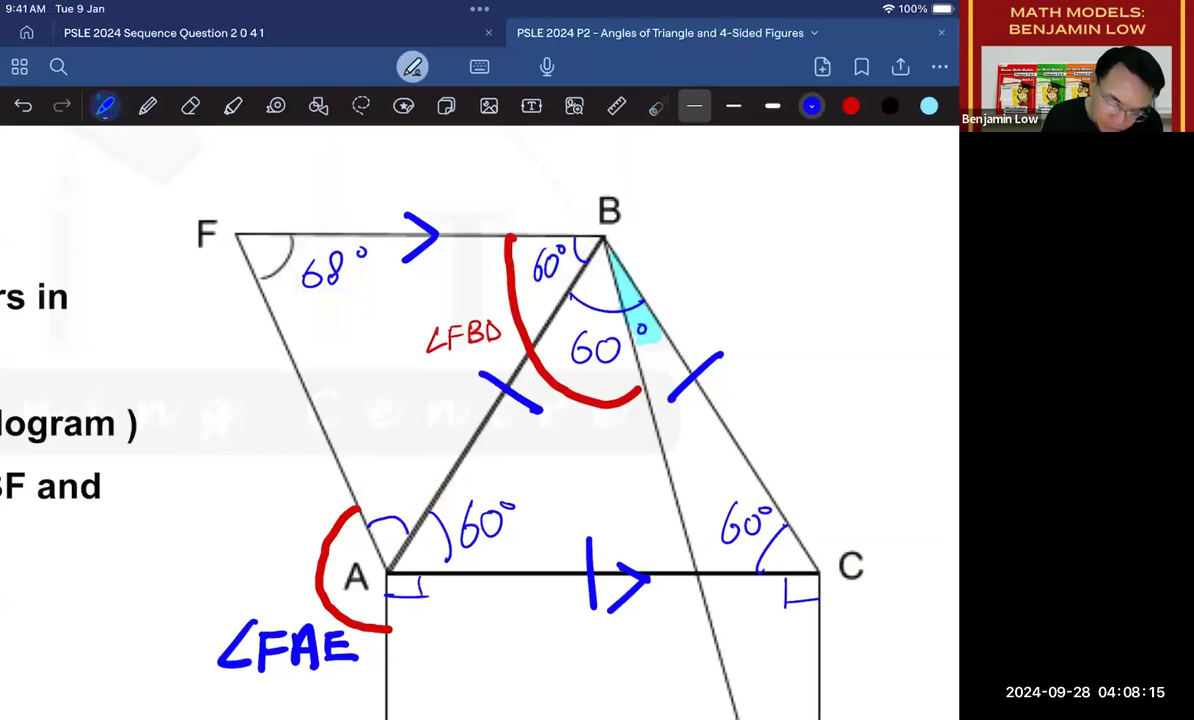 9:41 AM Tue 9 Jan
100%
PSLE 2024 Sequence Question 2 0 4 1
PSLE 2024 P2 – Angles of Triangle and 4-Sided Figures
MATH MODELS:
BENJAMIN LOW
Benjamin Low
B
F
68°
60°
rs in
∠FBD
60°
logram )
F and
60°
60°
A
C
∠FAE
2024-09-28 04:08:15